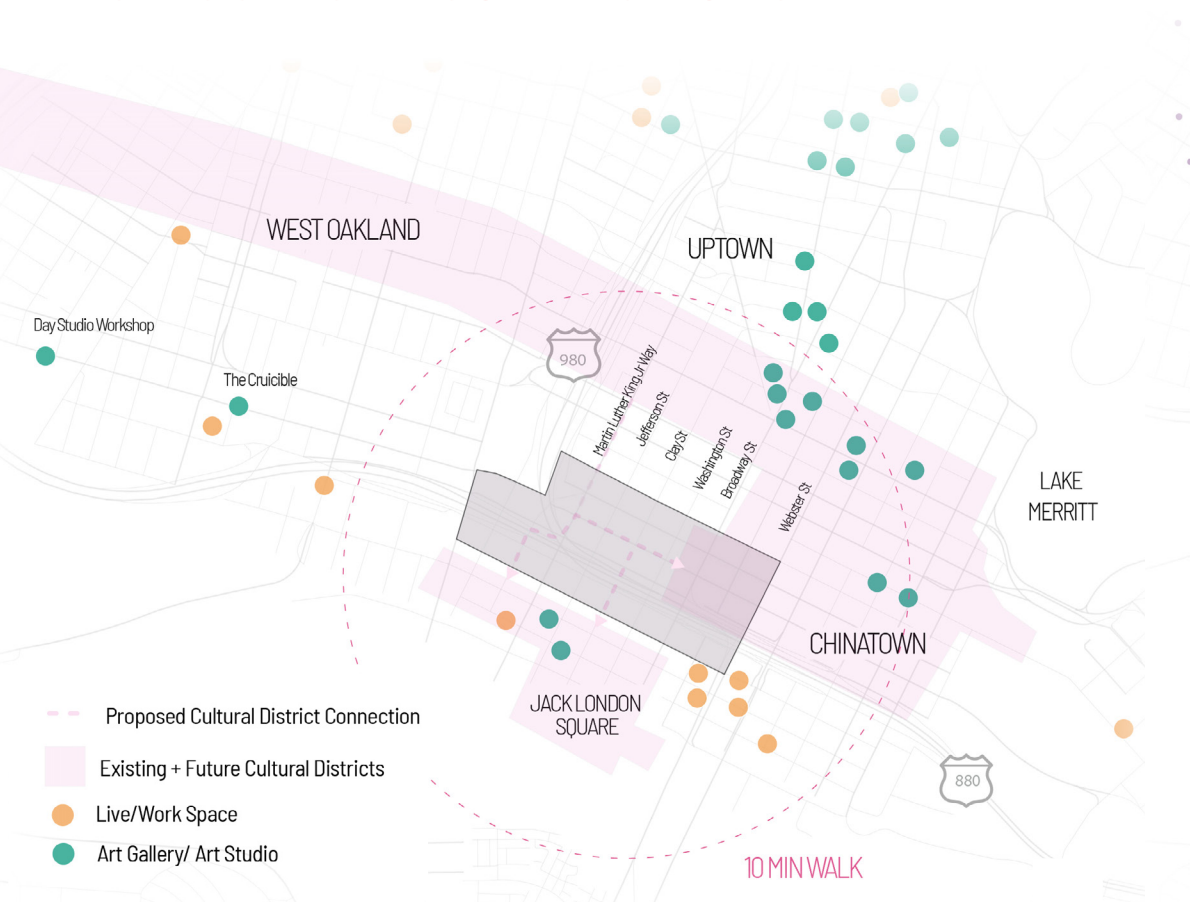 WEST OAKLAND
UPTOWN
Day Studio Workshop
980
The Cruicible
Martin Luther King Jr Way
Jefferson St
Clay St
Washington St
Broadway St
Webster St
LAKE
MERRITT
CHINATOWN
JACK LONDON
SQUARE
Proposed Cultural District Connection
Existing + Future Cultural Districts
880
Live/Work Space
Art Gallery/ Art Studio
10 MIN WALK